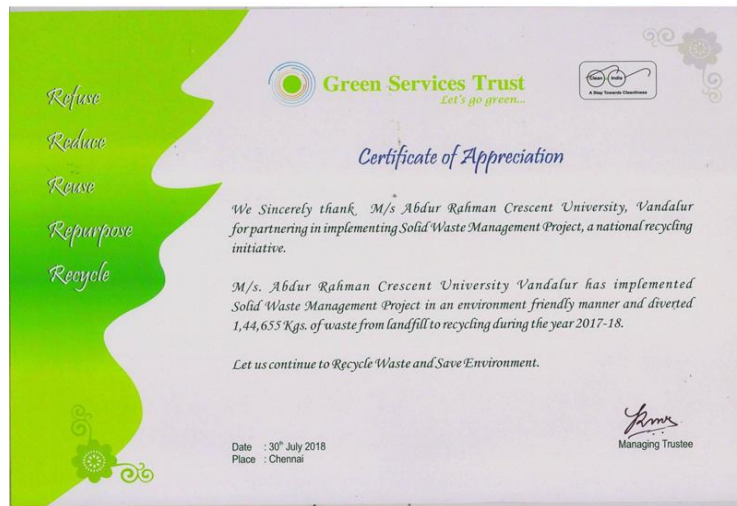 Refuse
Reduce
Reuse
Repurpose
Recycle
Green Services Trust
Let's go green...
Clean India
A Step Towards Cleanliness
Certificate of Appreciation
We Sincerely thank M/s Abdur Rahman Crescent University, Vandalur
for partnering in implementing Solid Waste Management Project, a national recycling
initiative.
M/s. Abdur Rahman Crescent University Vandalur has implemented
Solid Waste Management Project in an environment friendly manner and diverted
1,44,655 Kgs. of waste from landfill to recycling during the year 2017-18.
Let us continue to Recycle Waste and Save Environment.
Date : 30th July 2018
Place : Chennai
Managing Trustee